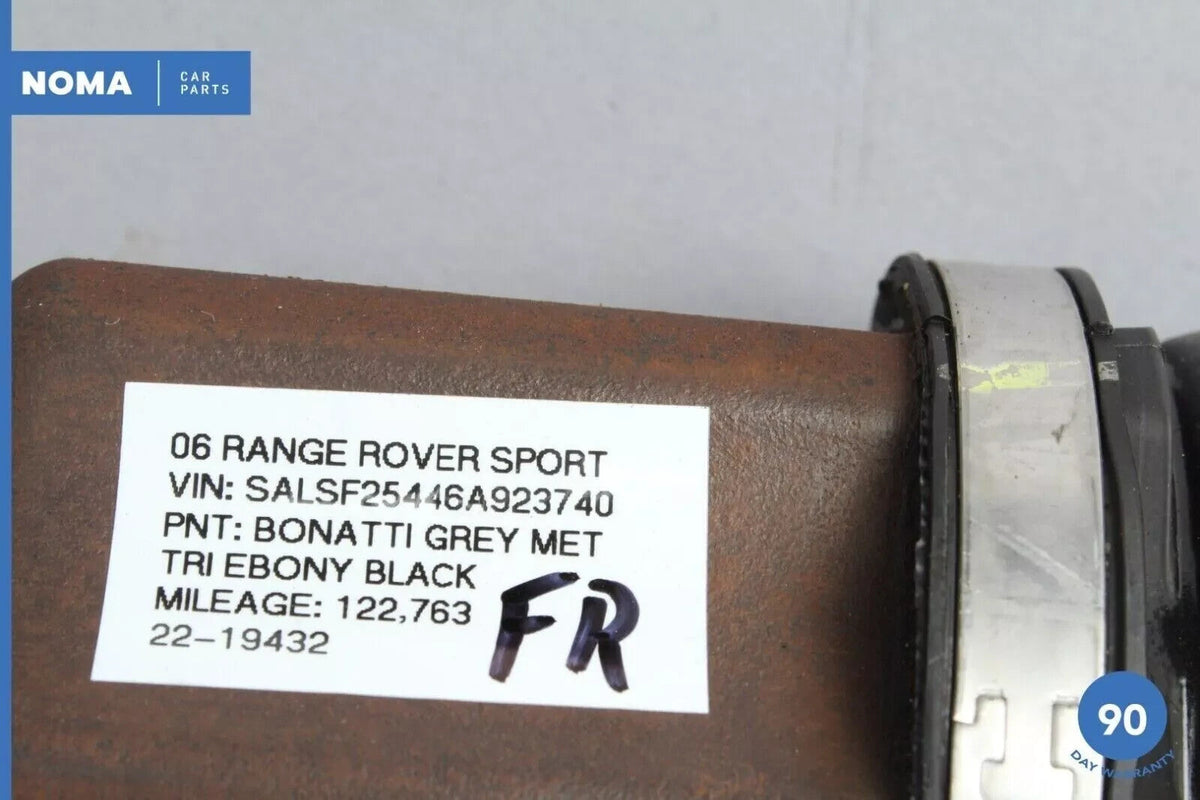 NOMA
CAR
PARTS
06 RANGE ROVER SPORT
VIN: SALSF25446A923740
PNT: BONATTI GREY MET
TRI EBONY BLACK
MILEAGE: 122,763
22-19432
FR
90
DAY WARRANTY